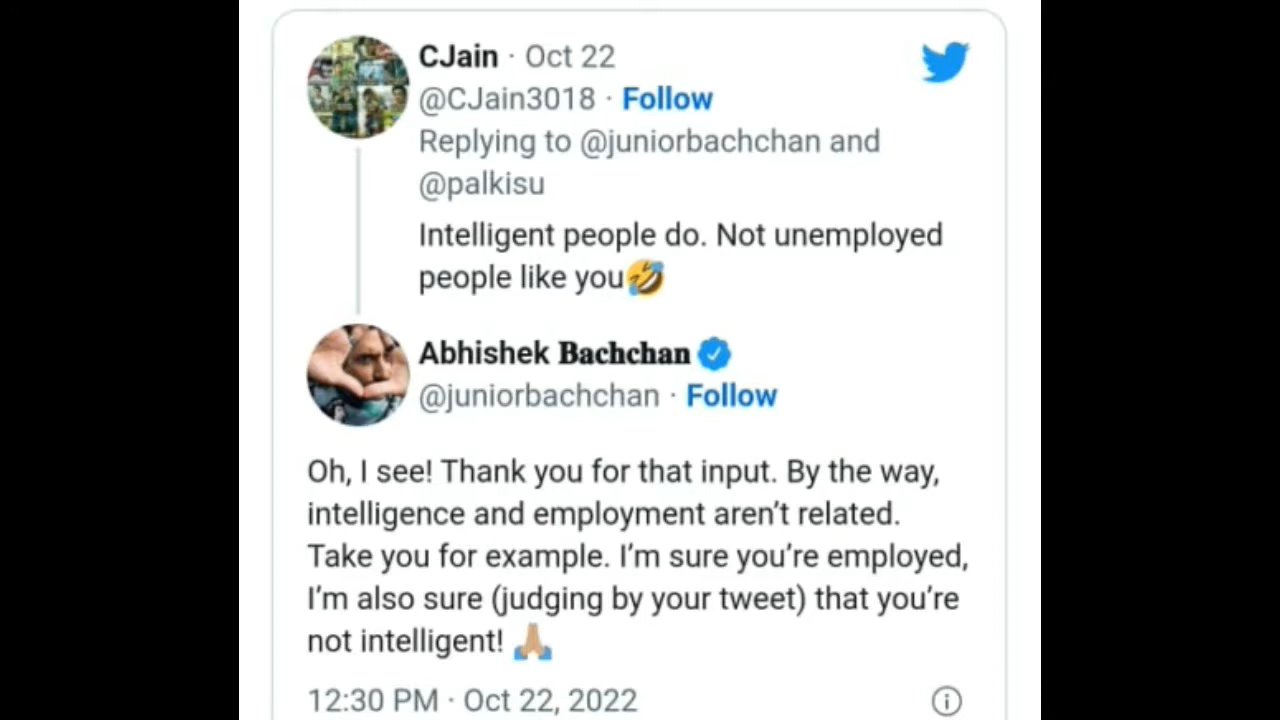 CJain · Oct 22
@CJain3018 · Follow
Replying to @juniorbachchan and
@palkisu
Intelligent people do. Not unemployed
people like you🤣
Abhishek 𝐁𝐚𝐜𝐡𝐜𝐡𝐚𝐧
@juniorbachchan · Follow
Oh, I see! Thank you for that input. By the way,
intelligence and employment aren’t related.
Take you for example. I’m sure you’re employed,
I’m also sure (judging by your tweet) that you’re
not intelligent! 🙏🏽
12:30 PM · Oct 22, 2022